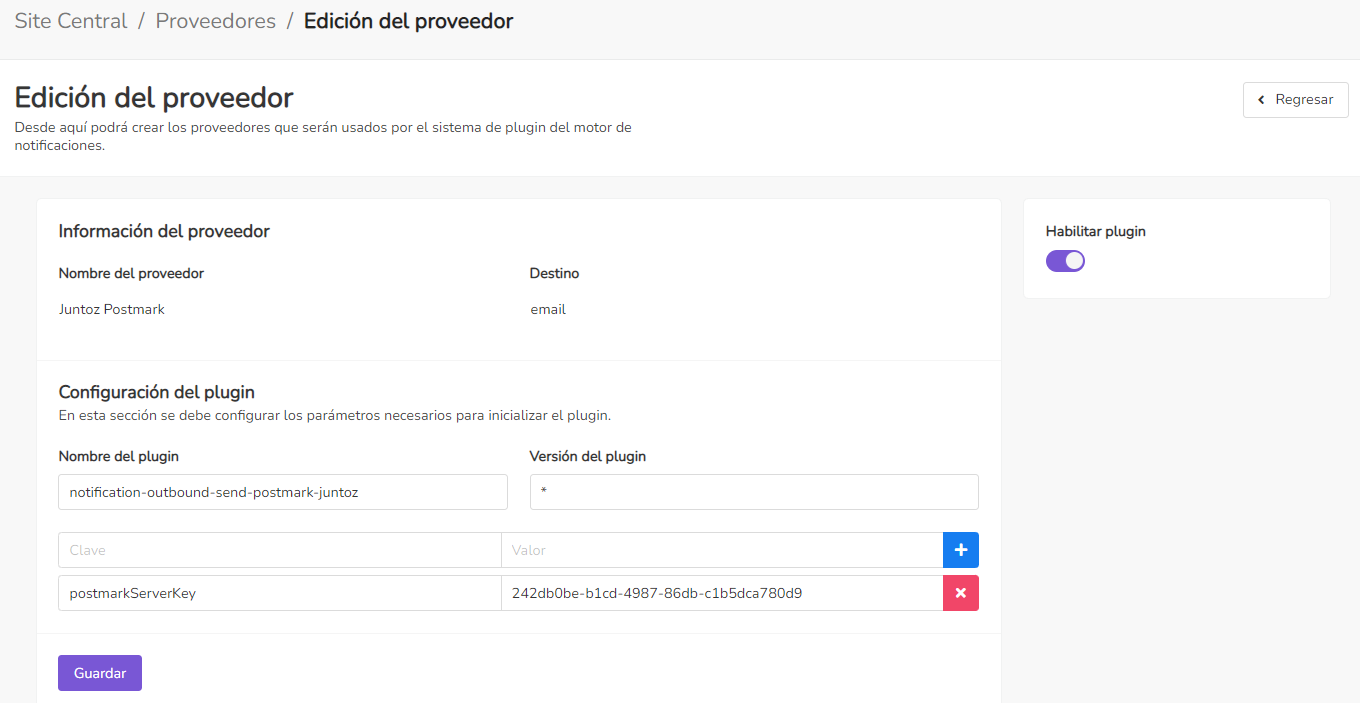 Site Central / Proveedores / Edición del proveedor
Edición del proveedor
Regresar
Desde aquí podrá crear los proveedores que serán usados por el sistema de plugin del motor de
notificaciones.
Información del proveedor
Habilitar plugin
Nombre del proveedor
Destino
Juntoz Postmark
email
Configuración del plugin
En esta sección se debe configurar los parámetros necesarios para inicializar el plugin.
Nombre del plugin
Versión del plugin
notification-outbound-send-postmark-juntoz
*
Clave
Valor
postmarkServerKey
242db0be-b1cd-4987-86db-c1b5dca780d9
Guardar